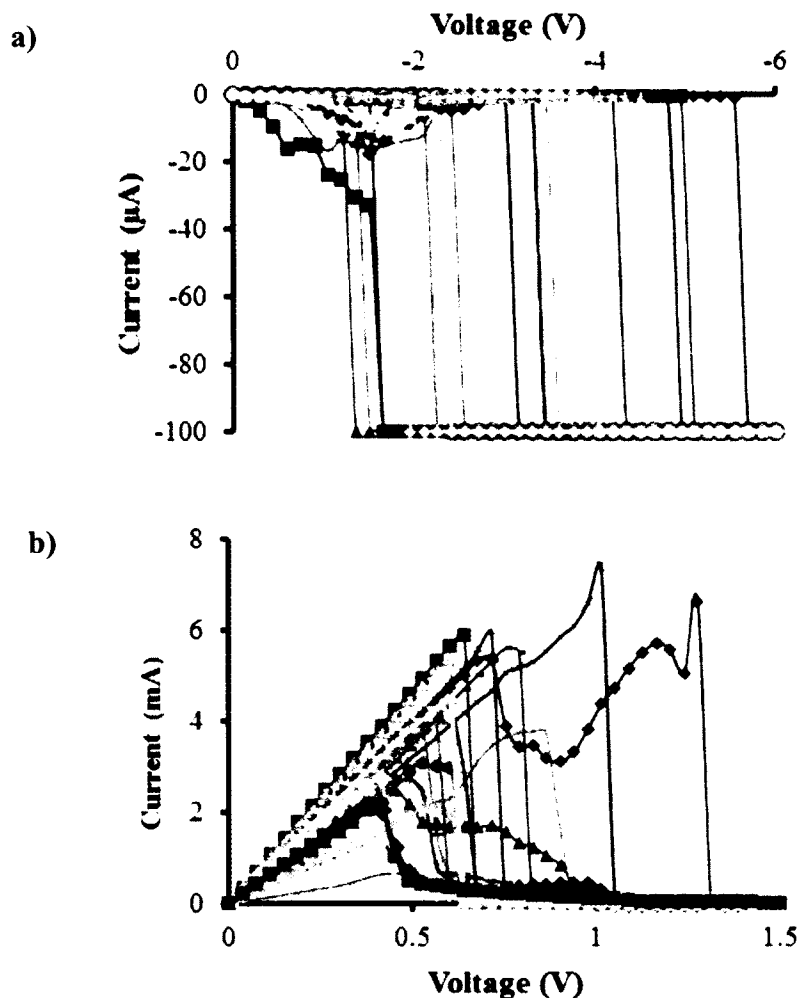 a)
Voltage (V)
0 -2 -4 -6
0
-20
-40
-60
-80
-100
Current (μA)
b)
8
6
4
2
0
Current (mA)
0 0.5 1 1.5
Voltage (V)